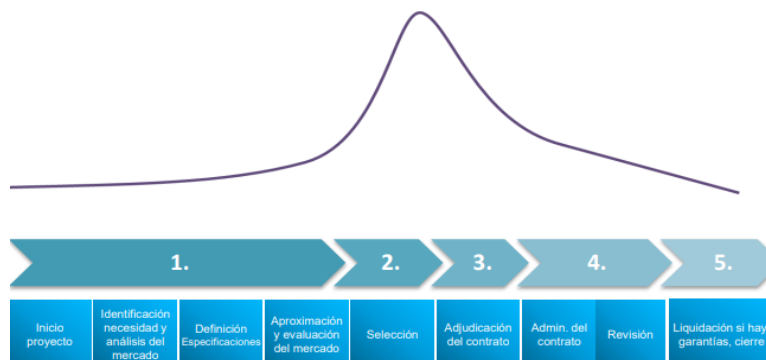 1.
2.
3.
4.
5.
Inicio
proyecto
Identificación
necesidad y
análisis del
mercado
Definición
Especificaciones
Aproximación
y evaluación
del mercado
Selección
Adjudicación
del contrato
Admin. del
contrato
Revisión
Liquidación si hay
garantías, cierre